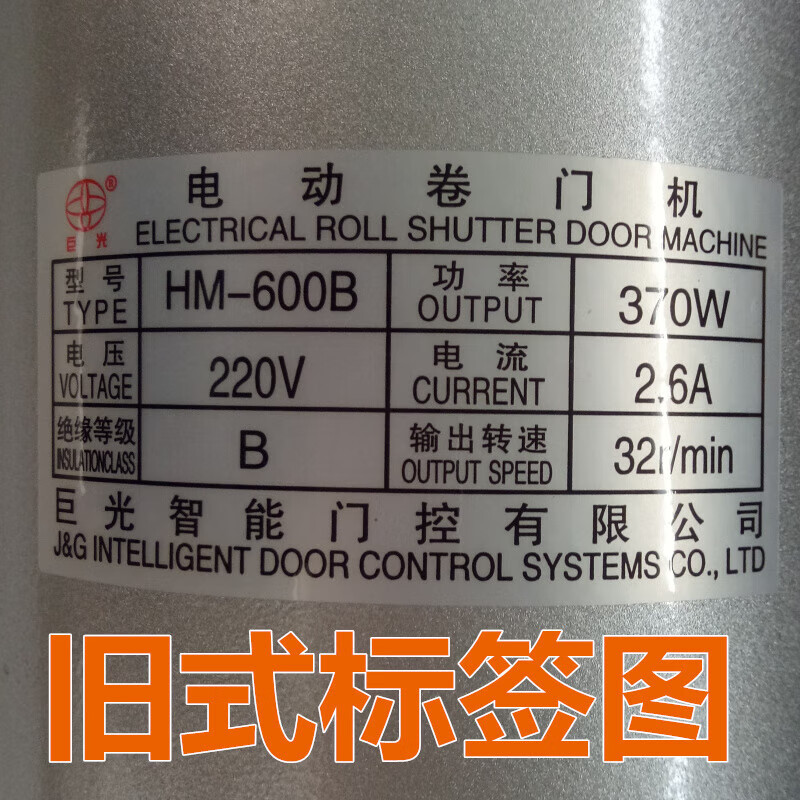 电动卷门机
巨光®
ELECTRICAL ROLL SHUTTER DOOR MACHINE
型号 HM-600B 功率 370W
TYPE OUTPUT
电压 220V 电流 2.6A
VOLTAGE CURRENT
绝缘等级 B 输出转速 32r/min
INSULATIONCLASS OUTPUT SPEED
巨光智能门控有限公司
J&G INTELLIGENT DOOR CONTROL SYSTEMS CO., LTD
旧式标签图